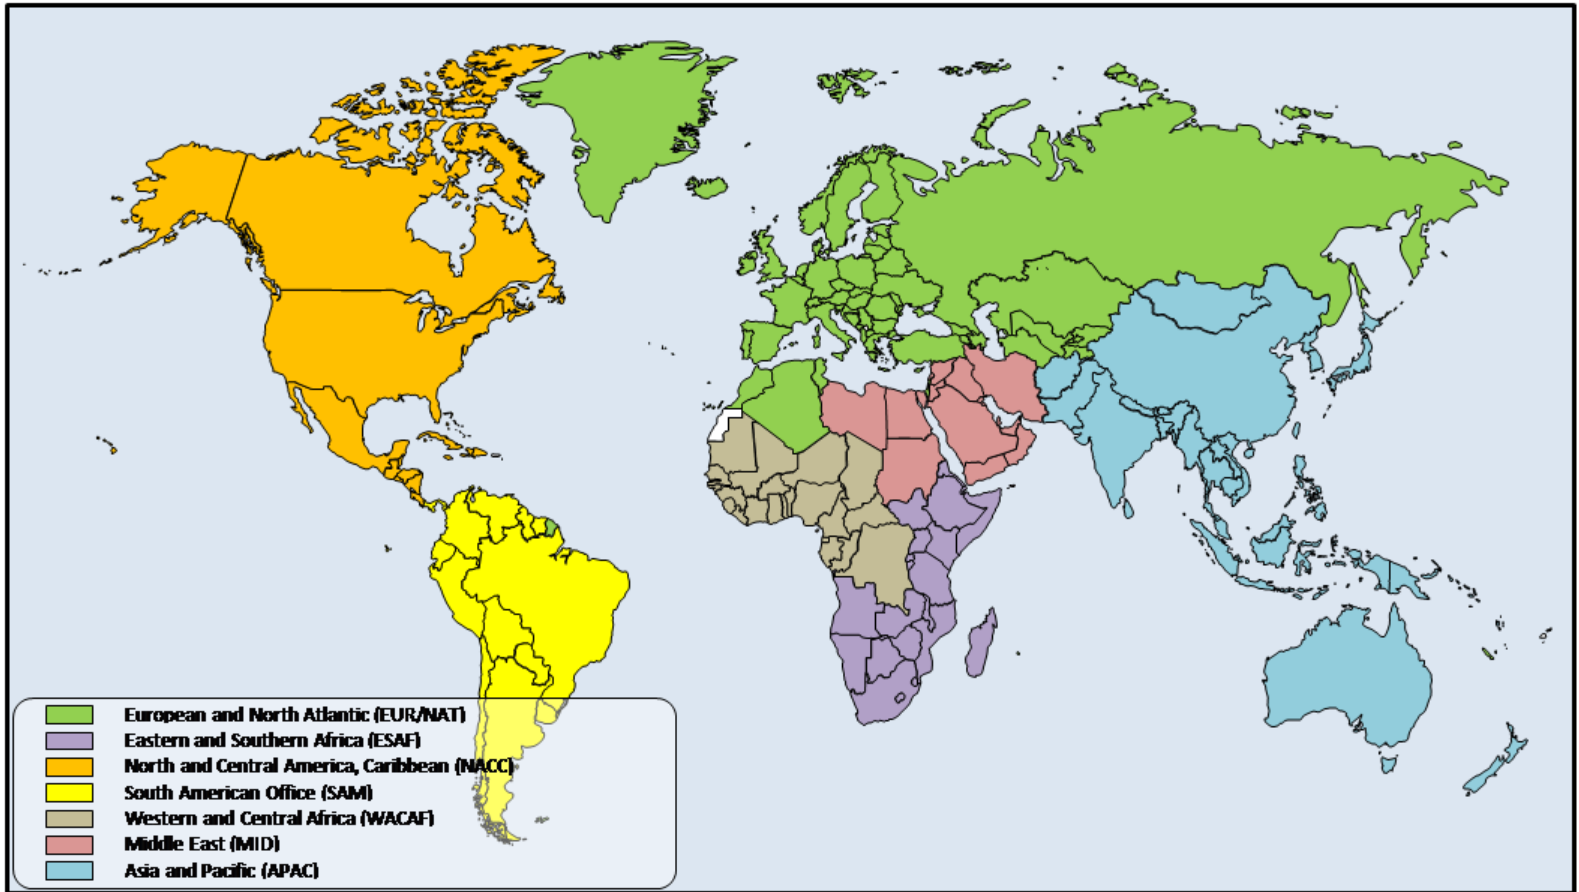 European and North Atlantic (EUR/NAT)
Eastern and Southern Africa (ESAF)
North and Central America, Caribbean (NACC)
South American Office (SAM)
Western and Central Africa (WACAF)
Middle East (MID)
Asia and Pacific (APAC)